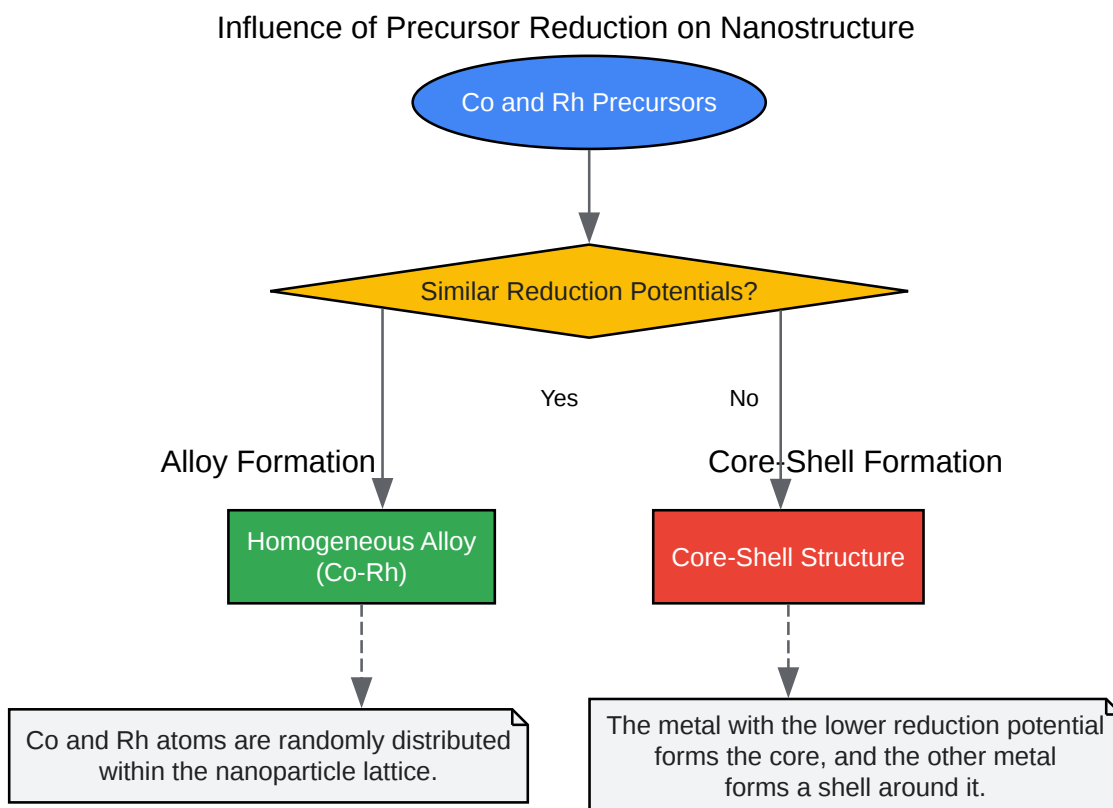 Influence of Precursor Reduction on Nanostructure
Co and Rh Precursors
Similar Reduction Potentials?
Yes
No
Alloy Formation
Core-Shell Formation
Homogeneous Alloy
(Co-Rh)
Core-Shell Structure
Co and Rh atoms are randomly distributed
within the nanoparticle lattice.
The metal with the lower reduction potential
forms the core, and the other metal
forms a shell around it.